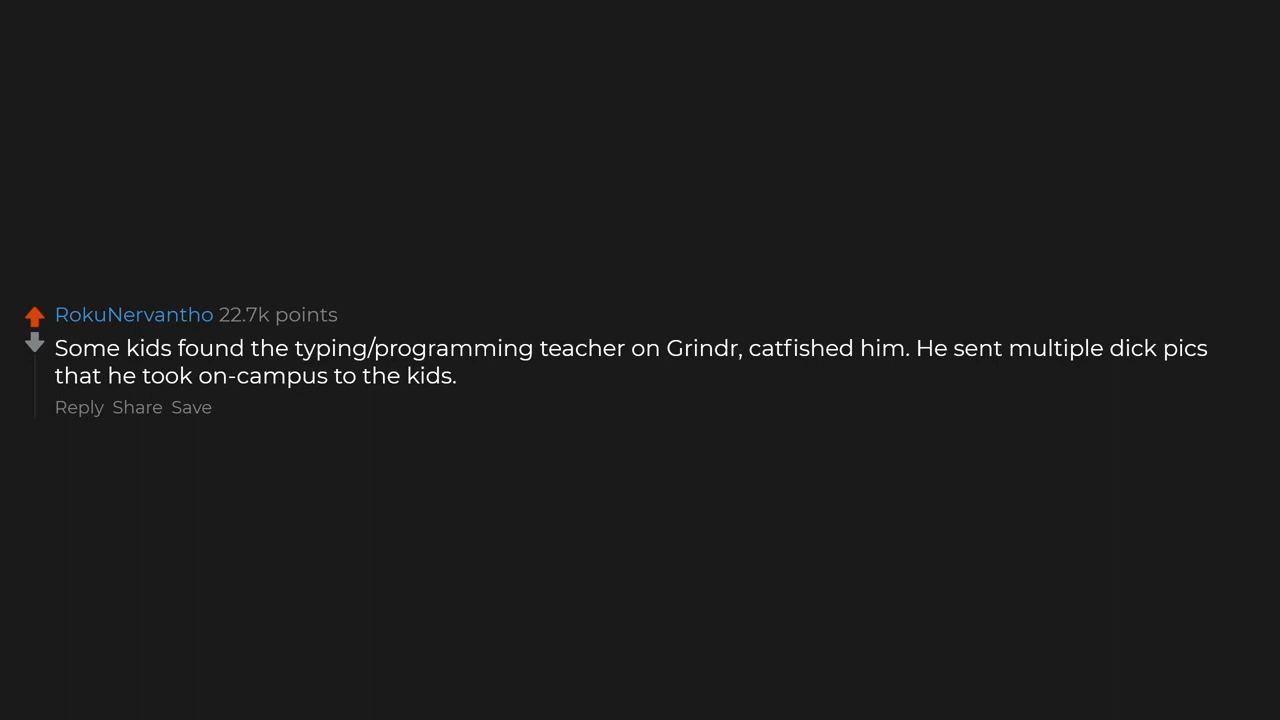 RokuNervantho 22.7k points
Some kids found the typing/programming teacher on Grindr, catfished him. He sent multiple dick pics
that he took on-campus to the kids.
Reply Share Save